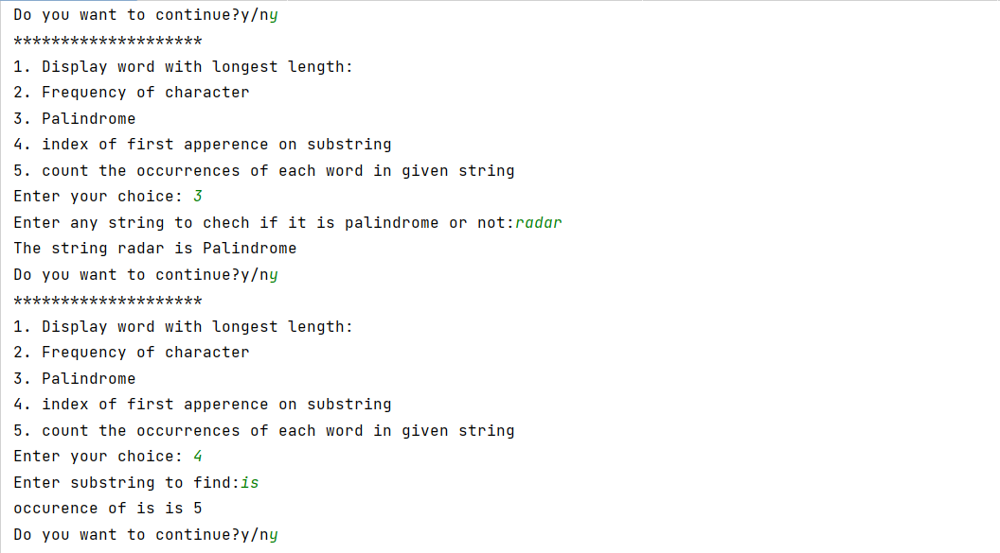 Do you want to continue?y/ny
********************
1. Display word with longest length:
2. Frequency of character
3. Palindrome
4. index of first apperence on substring
5. count the occurrences of each word in given string
Enter your choice: 3
Enter any string to chech if it is palindrome or not:radar
The string radar is Palindrome
Do you want to continue?y/ny
********************
1. Display word with longest length:
2. Frequency of character
3. Palindrome
4. index of first apperence on substring
5. count the occurrences of each word in given string
Enter your choice: 4
Enter substring to find:is
occurence of is is 5
Do you want to continue?y/ny